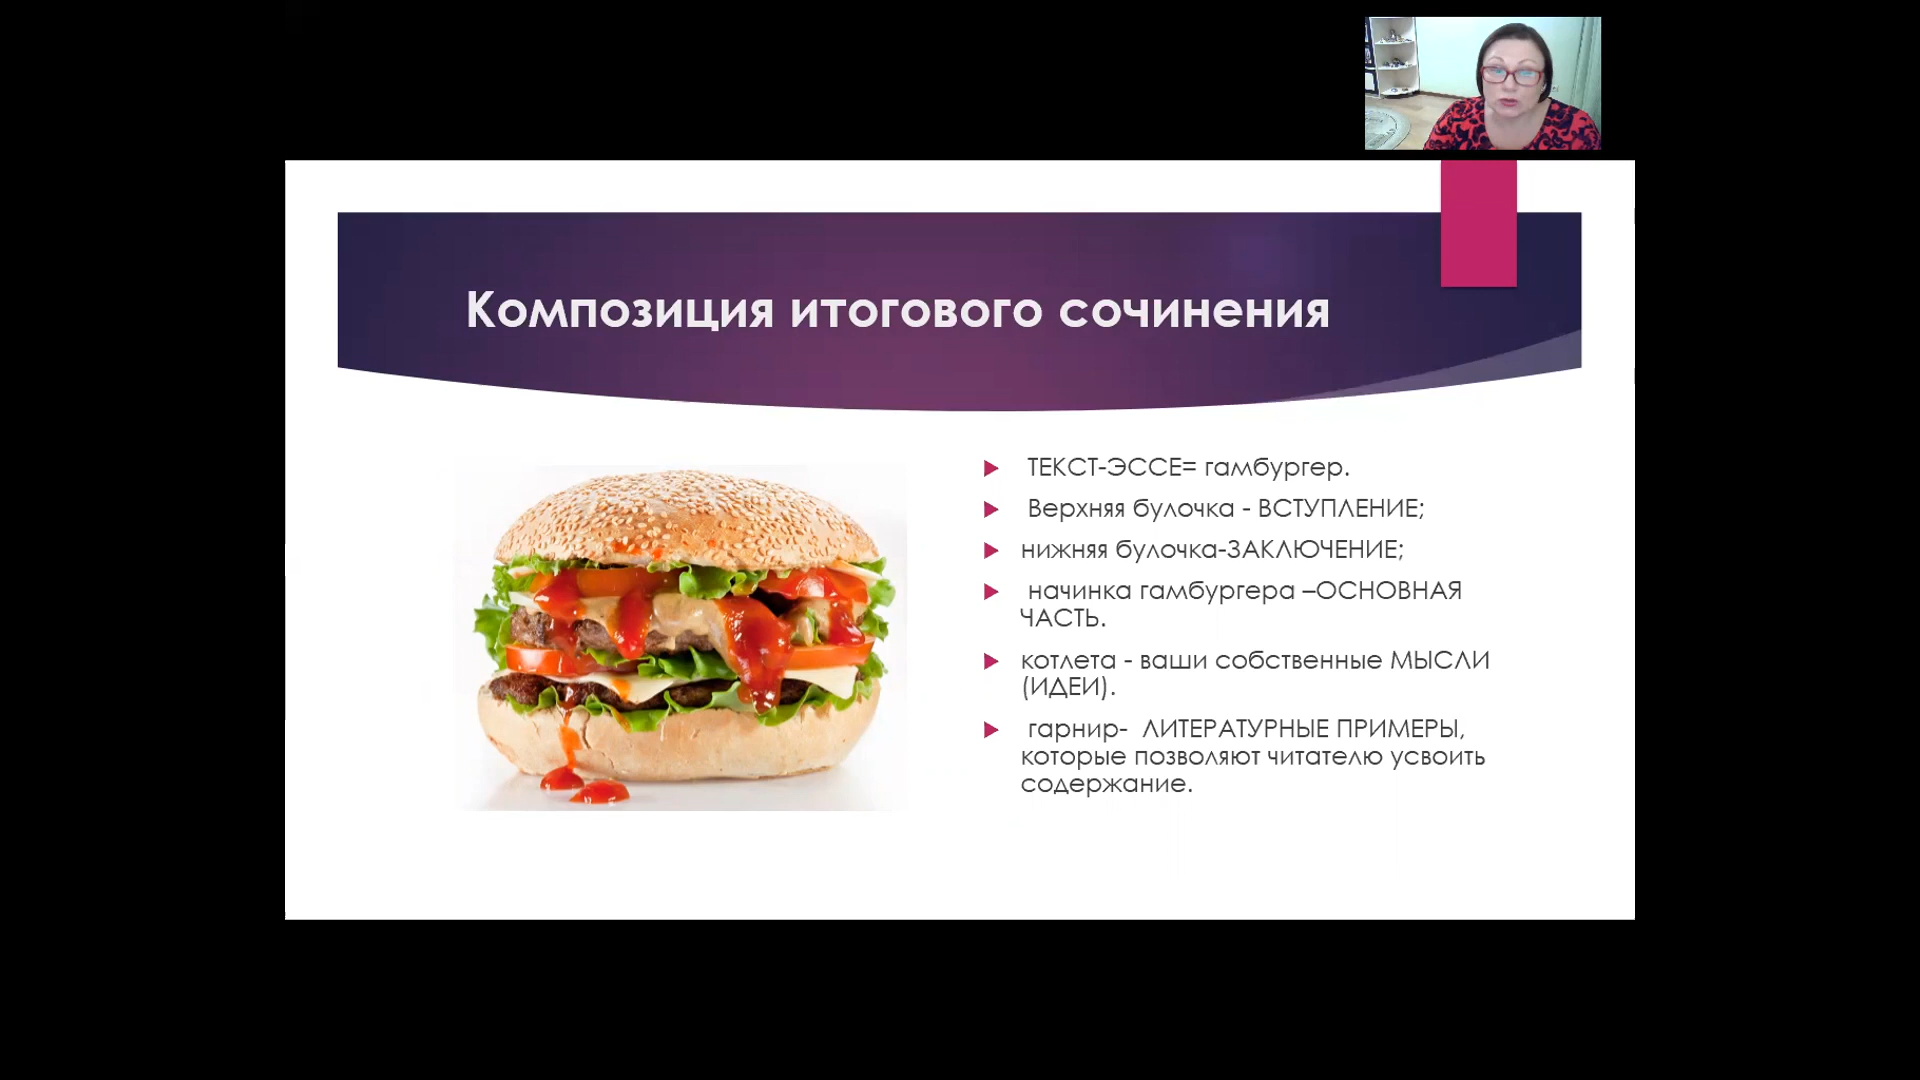 Композиция итогового сочинения
ТЕКСТ-ЭССЕ= гамбургер.
Верхняя булочка - ВСТУПЛЕНИЕ;
нижняя булочка-ЗАКЛЮЧЕНИЕ;
начинка гамбургера –ОСНОВНАЯ
ЧАСТЬ.
котлета - ваши собственные МЫСЛИ
(ИДЕИ).
гарнир- ЛИТЕРАТУРНЫЕ ПРИМЕРЫ,
которые позволяют читателю усвоить
содержание.